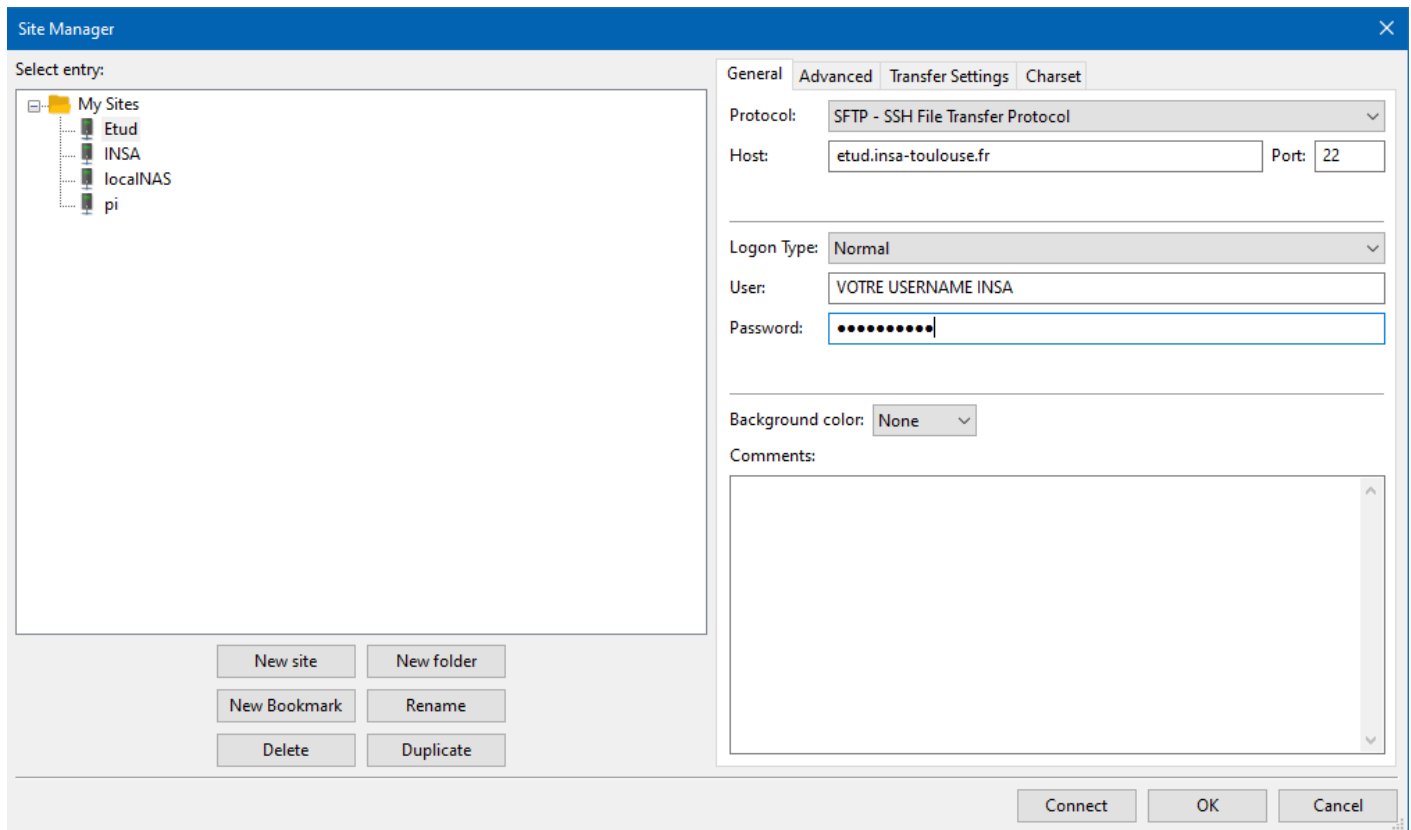 Site Manager
Select entry:
My Sites
Etud
INSA
localNAS
pi
New site New folder
New Bookmark Rename
Delete Duplicate
General Advanced Transfer Settings Charset
Protocol: SFTP - SSH File Transfer Protocol
Host: etud.insa-toulouse.fr Port: 22
Logon Type: Normal
User: VOTRE USERNAME INSA
Password: ●●●●●●●●●●
Background color: None
Comments:
Connect OK Cancel